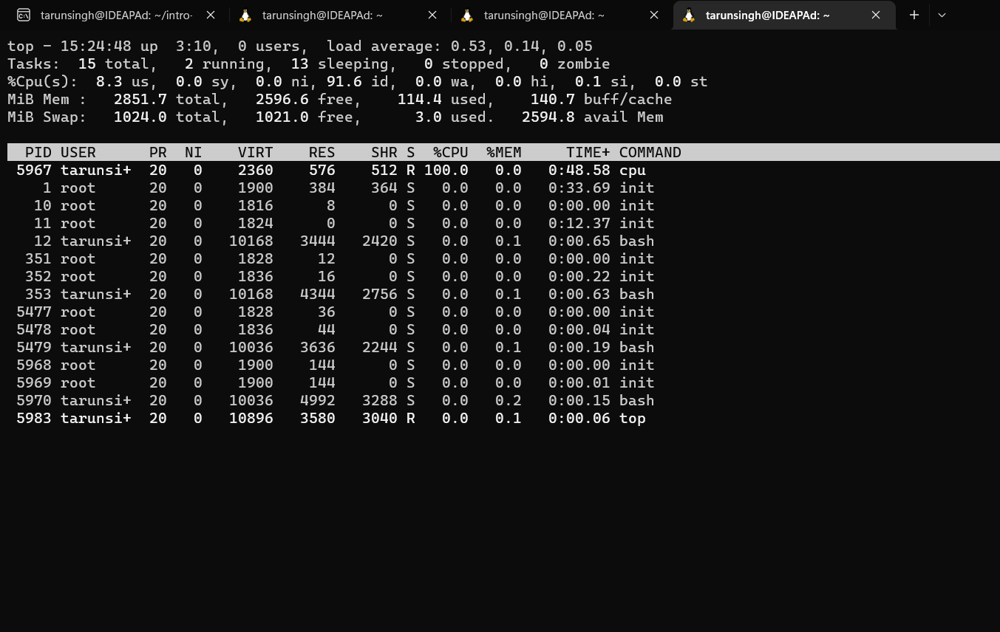 tarunsingh@IDEAPAd: ~/intro- tarunsingh@IDEAPAd: ~ tarunsingh@IDEAPAd: ~ tarunsingh@IDEAPAd: ~
top - 15:24:48 up  3:10,  0 users,  load average: 0.53, 0.14, 0.05
Tasks:  15 total,   2 running,  13 sleeping,   0 stopped,   0 zombie
%Cpu(s):  8.3 us,  0.0 sy,  0.0 ni, 91.6 id,  0.0 wa,  0.0 hi,  0.1 si,  0.0 st
MiB Mem :   2851.7 total,   2596.6 free,    114.4 used,    140.7 buff/cache
MiB Swap:   1024.0 total,   1021.0 free,      3.0 used.   2594.8 avail Mem
  PID USER      PR  NI    VIRT    RES    SHR S  %CPU  %MEM     TIME+ COMMAND
 5967 tarunsi+  20   0    2360    576    512 R 100.0   0.0   0:48.58 cpu
    1 root      20   0    1900    384    364 S   0.0   0.0   0:33.69 init
   10 root      20   0    1816      8      0 S   0.0   0.0   0:00.00 init
   11 root      20   0    1824      0      0 S   0.0   0.0   0:12.37 init
   12 tarunsi+  20   0   10168   3444   2420 S   0.0   0.1   0:00.65 bash
  351 root      20   0    1828     12      0 S   0.0   0.0   0:00.00 init
  352 root      20   0    1836     16      0 S   0.0   0.0   0:00.22 init
  353 tarunsi+  20   0   10168   4344   2756 S   0.0   0.1   0:00.63 bash
 5477 root      20   0    1828     36      0 S   0.0   0.0   0:00.00 init
 5478 root      20   0    1836     44      0 S   0.0   0.0   0:00.04 init
 5479 tarunsi+  20   0   10036   3636   2244 S   0.0   0.1   0:00.19 bash
 5968 root      20   0    1900    144      0 S   0.0   0.0   0:00.00 init
 5969 root      20   0    1900    144      0 S   0.0   0.0   0:00.01 init
 5970 tarunsi+  20   0   10036   4992   3288 S   0.0   0.2   0:00.15 bash
 5983 tarunsi+  20   0   10896   3580   3040 R   0.0   0.1   0:00.06 top